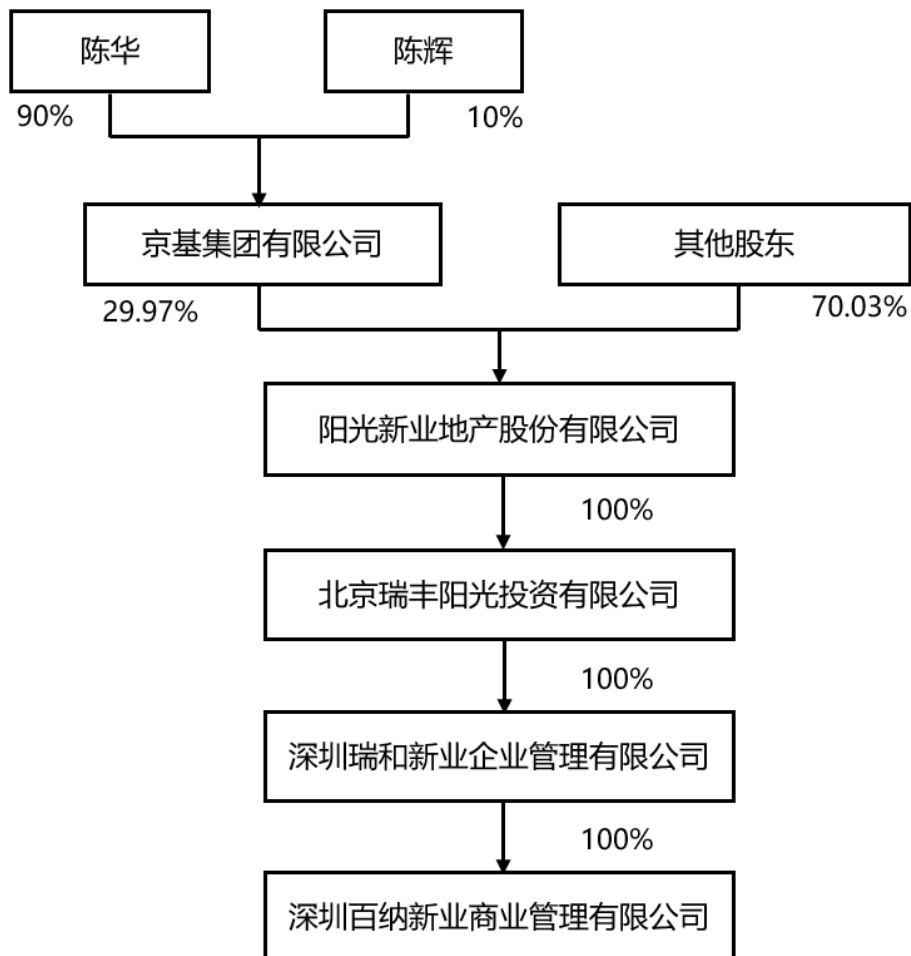 陈华
陈辉
90%
10%
京基集团有限公司
其他股东
29.97%
70.03%
阳光新业地产股份有限公司
100%
北京瑞丰阳光投资有限公司
100%
深圳瑞和新业企业管理有限公司
100%
深圳百纳新业商业管理有限公司